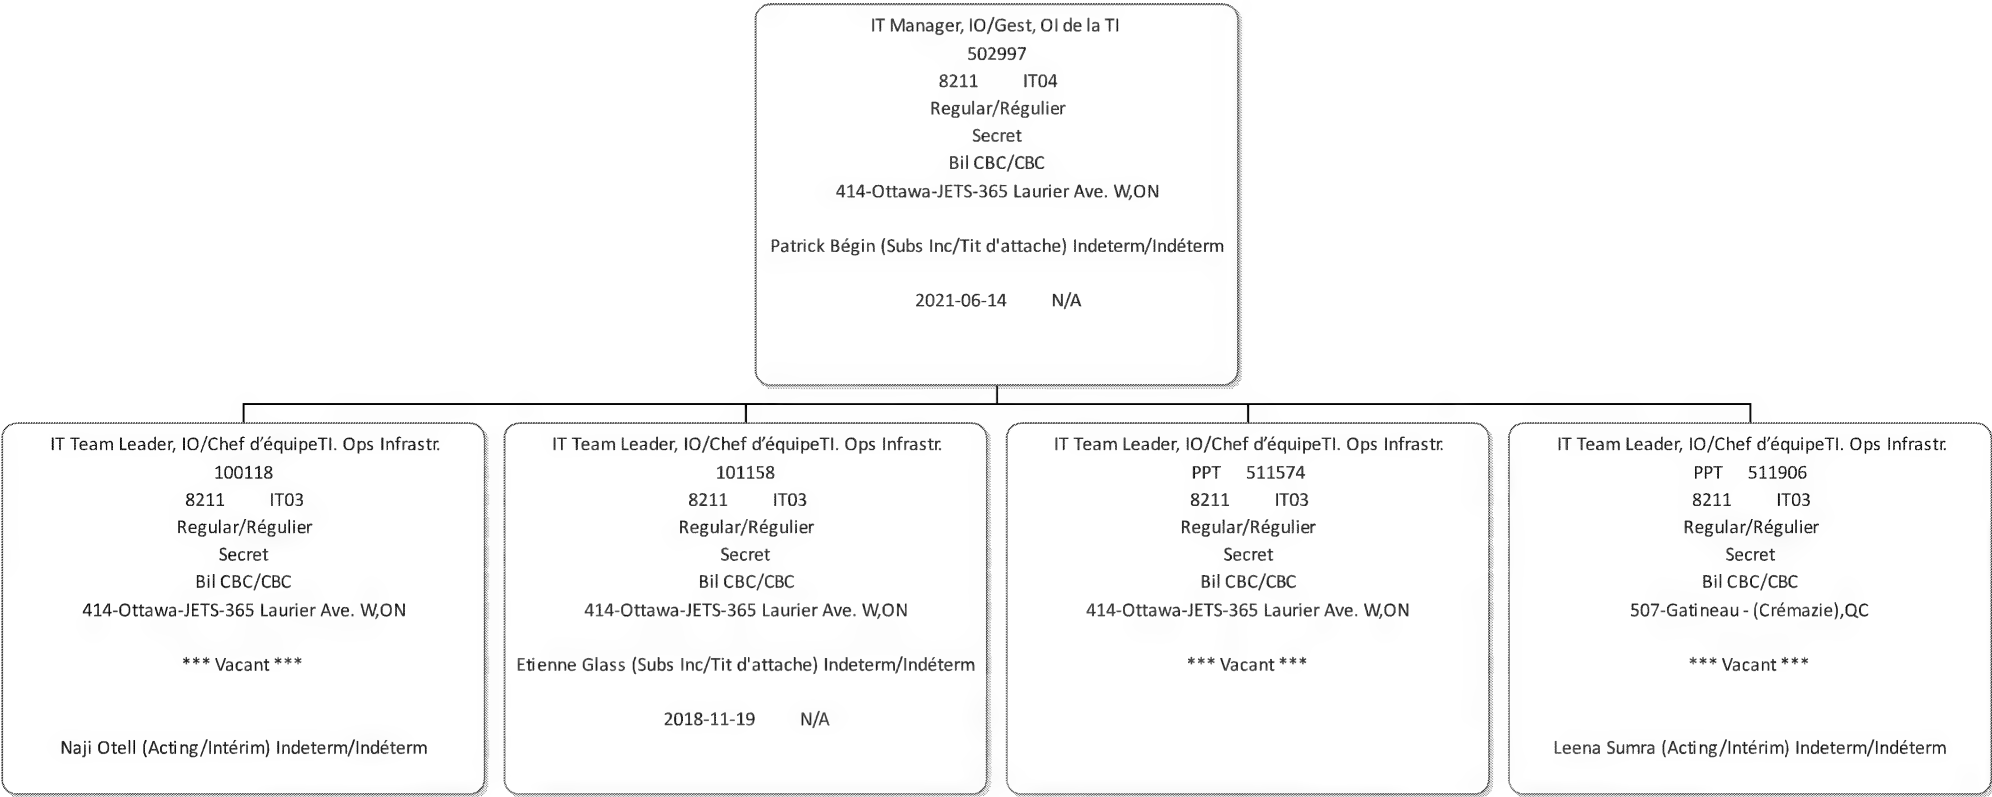 IT Manager, IO/Gest, OI de la TI
502997
8211 IT04
Regular/Régulier
Secret
Bil CBC/CBC
414-Ottawa-JETS-365 Laurier Ave. W,ON
Patrick Bégin (Subs Inc/Tit d'attache) Indeterm/Indéterm
2021-06-14 N/A
IT Team Leader, IO/Chef d’équipeTI. Ops Infrastr.
100118
8211 IT03
Regular/Régulier
Secret
Bil CBC/CBC
414-Ottawa-JETS-365 Laurier Ave. W,ON
*** Vacant ***
Naji Otell (Acting/Intérim) Indeterm/Indéterm
IT Team Leader, IO/Chef d’équipeTI. Ops Infrastr.
101158
8211 IT03
Regular/Régulier
Secret
Bil CBC/CBC
414-Ottawa-JETS-365 Laurier Ave. W,ON
Etienne Glass (Subs Inc/Tit d'attache) Indeterm/Indéterm
2018-11-19 N/A
IT Team Leader, IO/Chef d’équipeTI. Ops Infrastr.
PPT 511574
8211 IT03
Regular/Régulier
Secret
Bil CBC/CBC
414-Ottawa-JETS-365 Laurier Ave. W,ON
*** Vacant ***
IT Team Leader, IO/Chef d’équipeTI. Ops Infrastr.
PPT 511906
8211 IT03
Regular/Régulier
Secret
Bil CBC/CBC
507-Gatineau - (Crémazie),QC
*** Vacant ***
Leena Sumra (Acting/Intérim) Indeterm/Indéterm